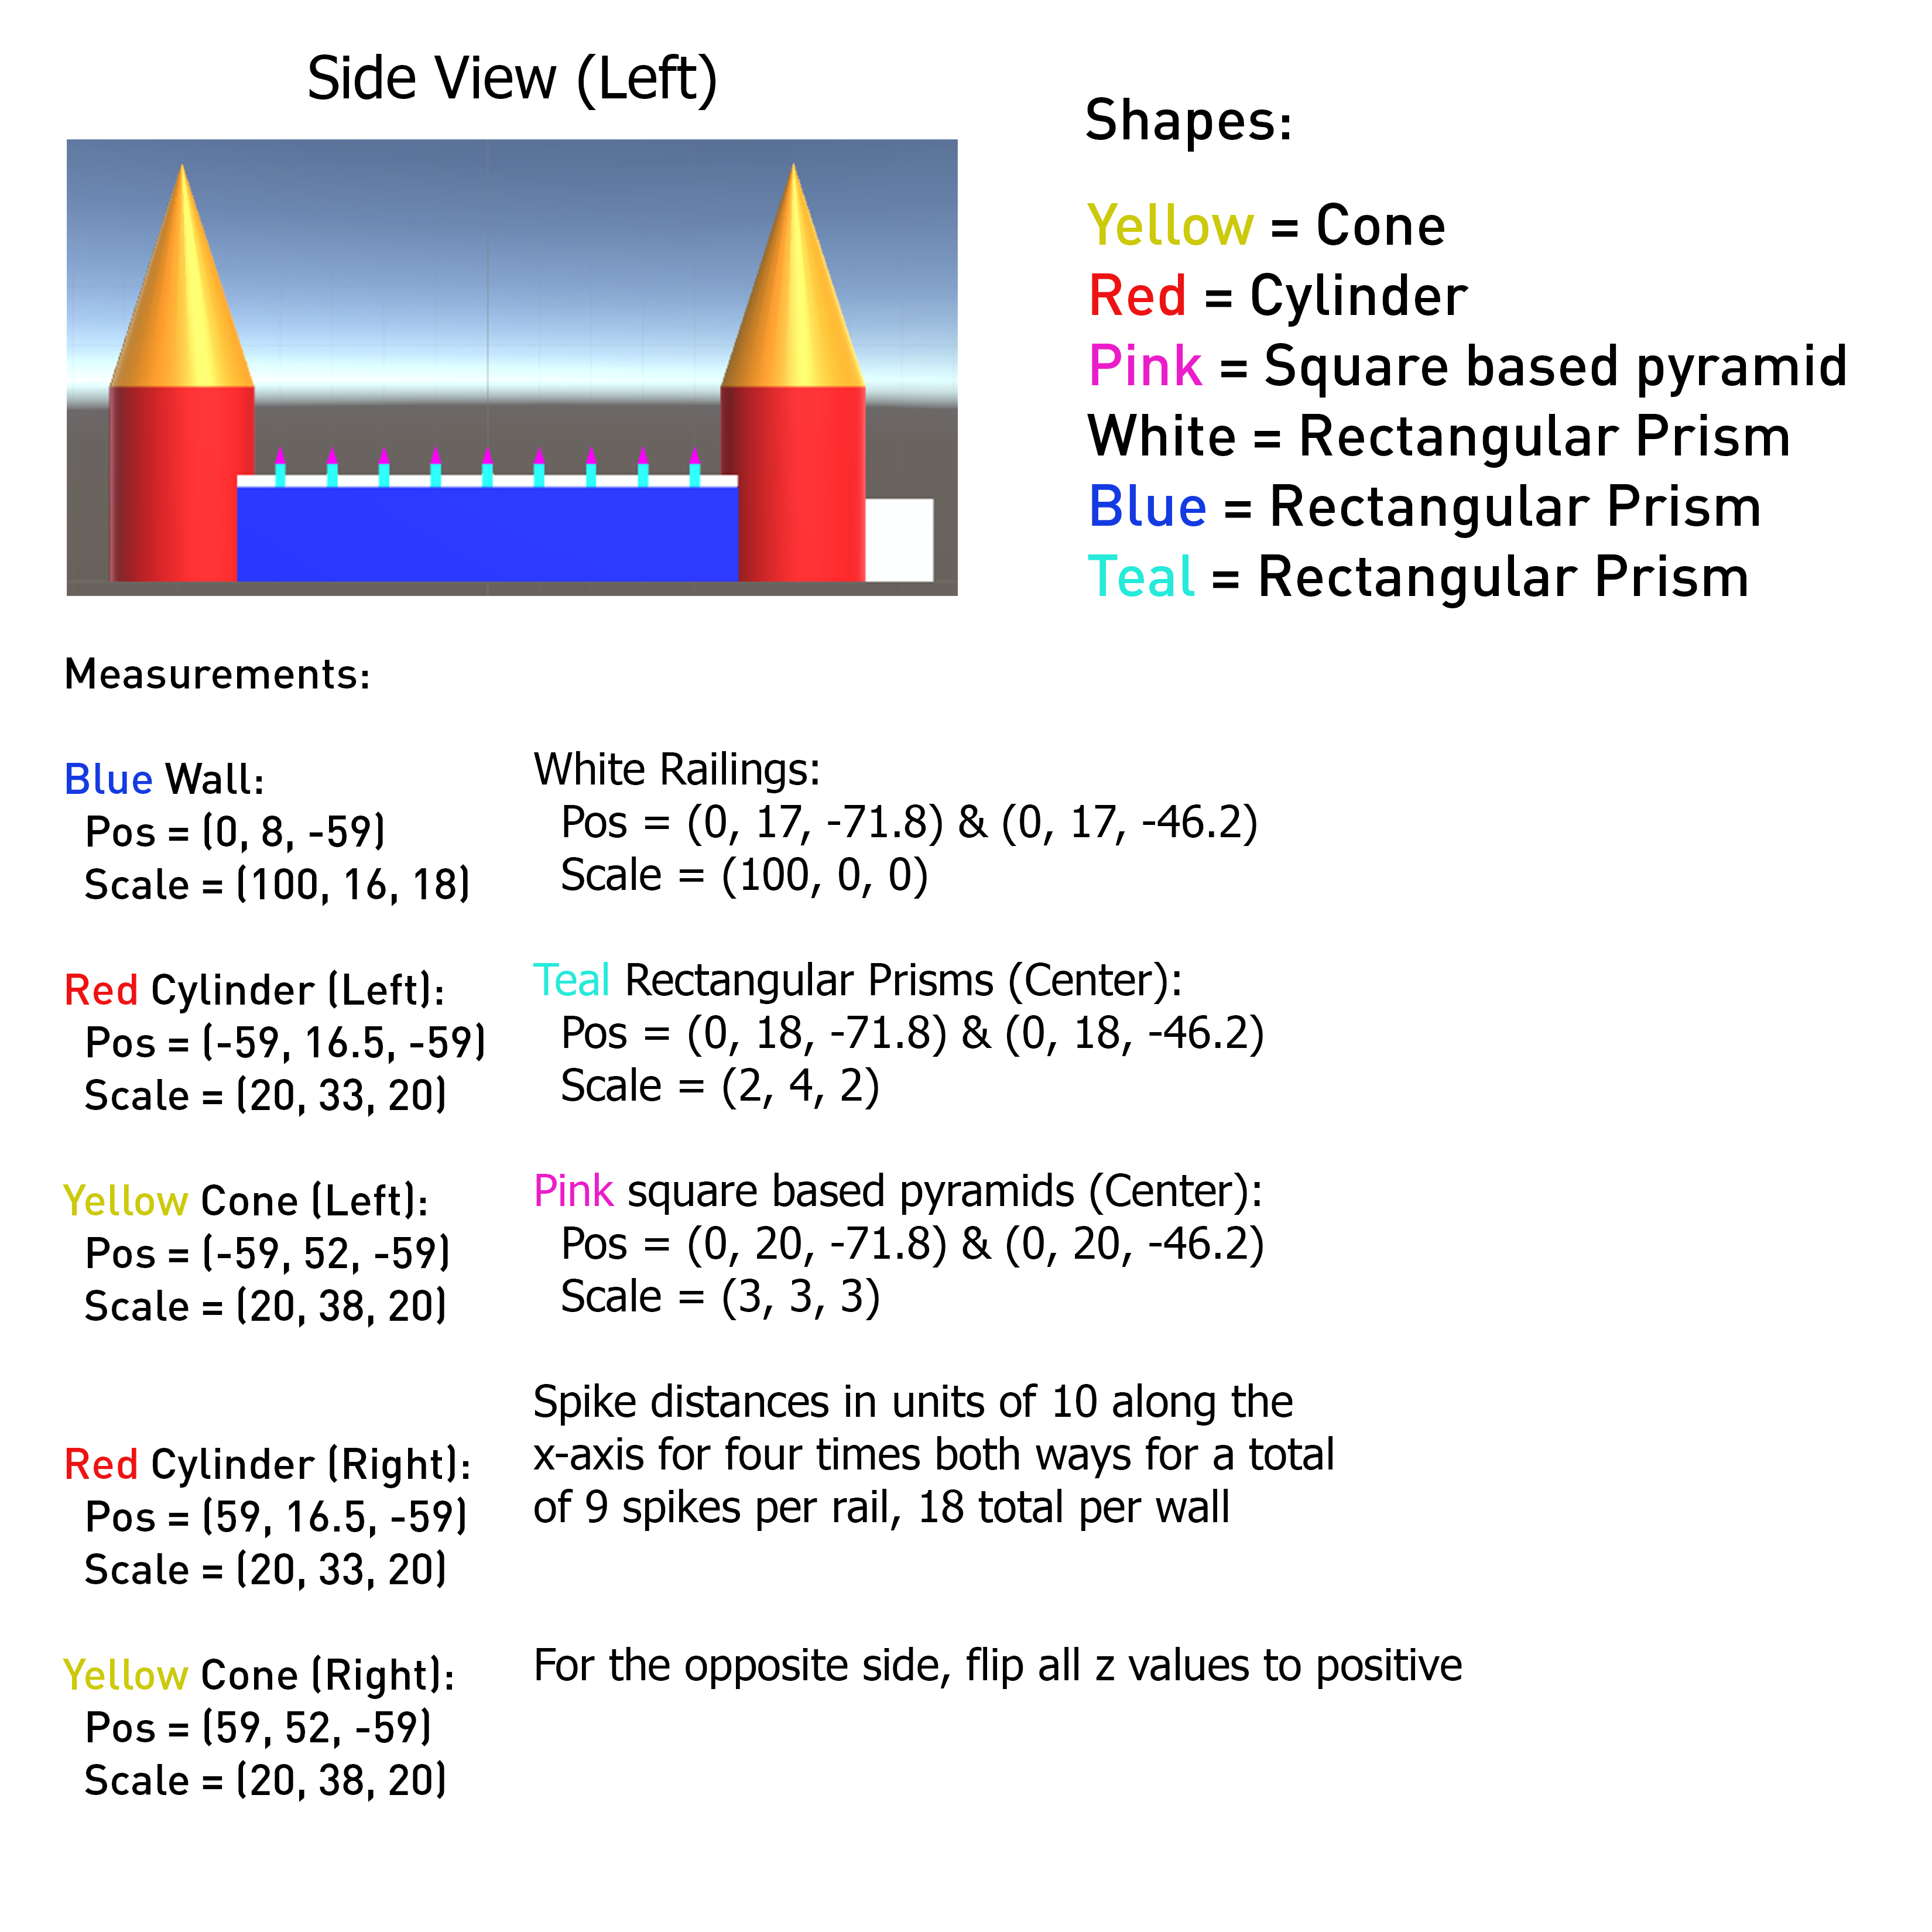 Side View (Left)
Shapes:
Yellow = Cone
Red = Cylinder
Pink = Square based pyramid
White = Rectangular Prism
Blue = Rectangular Prism
Teal = Rectangular Prism
Measurements:
Blue Wall:
Pos = (0, 8, -59)
Scale = (100, 16, 18)
Red Cylinder (Left):
Pos = (-59, 16.5, -59)
Scale = (20, 33, 20)
Yellow Cone (Left):
Pos = (-59, 52, -59)
Scale = (20, 38, 20)
Red Cylinder (Right):
Pos = (59, 16.5, -59)
Scale = (20, 33, 20)
Yellow Cone (Right):
Pos = (59, 52, -59)
Scale = (20, 38, 20)
White Railings:
Pos = (0, 17, -71.8) & (0, 17, -46.2)
Scale = (100, 0, 0)
Teal Rectangular Prisms (Center):
Pos = (0, 18, -71.8) & (0, 18, -46.2)
Scale = (2, 4, 2)
Pink square based pyramids (Center):
Pos = (0, 20, -71.8) & (0, 20, -46.2)
Scale = (3, 3, 3)
Spike distances in units of 10 along the
x-axis for four times both ways for a total
of 9 spikes per rail, 18 total per wall
For the opposite side, flip all z values to positive